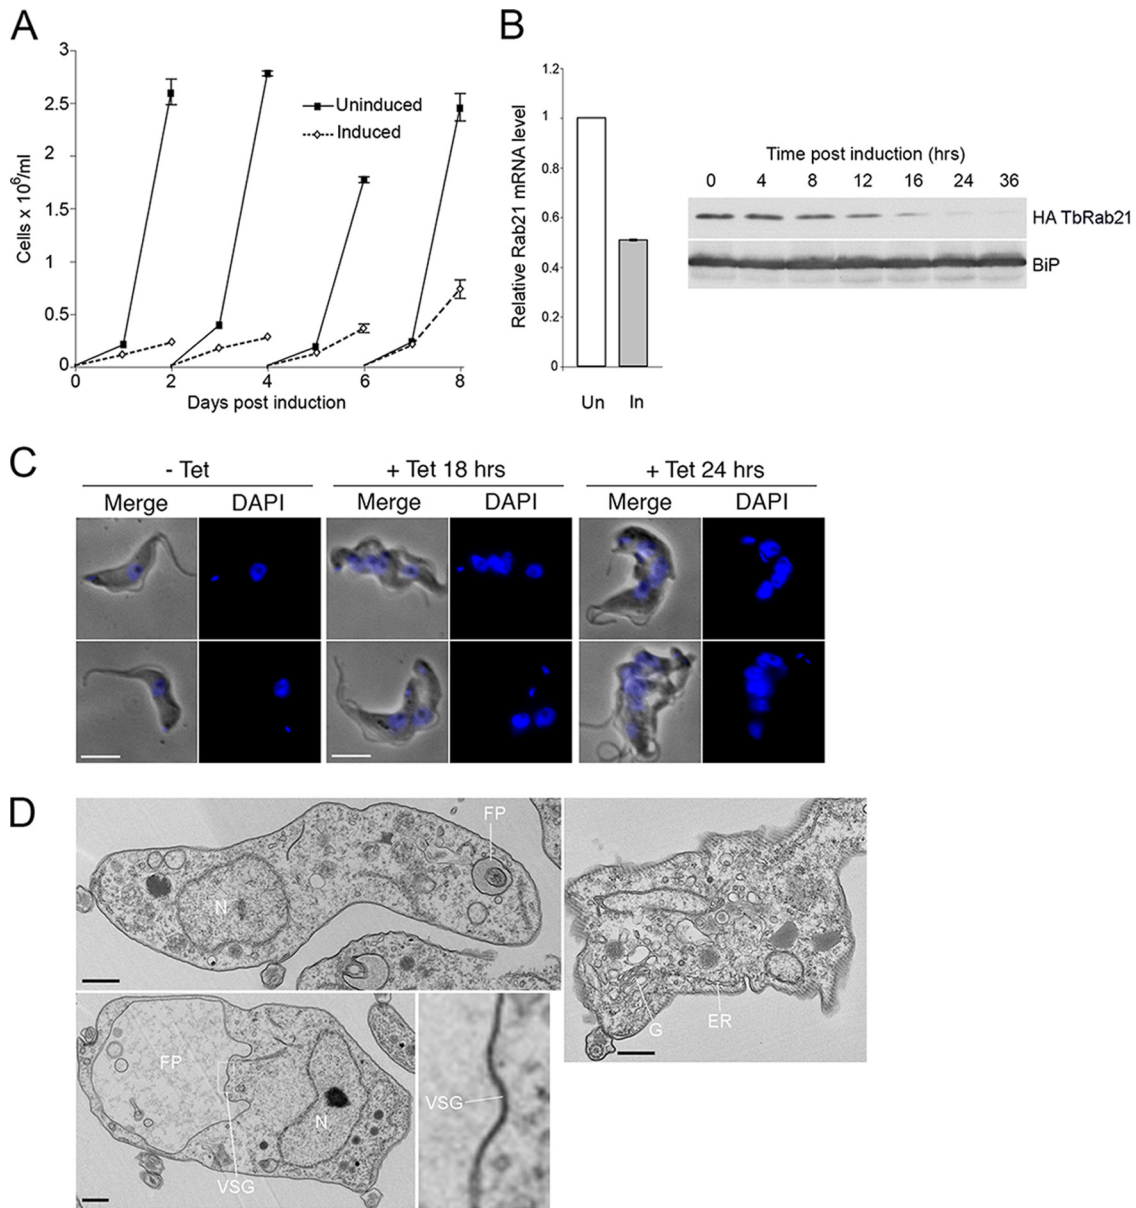 A
3
2.5
2
1.5
1
0.5
0
Cells x 10⁶/ml
Uninduced
Induced
0 2 4 6 8
Days post induction
B
1.2
1
0.8
0.6
0.4
0.2
0
Relative Rab21 mRNA level
Un In
Time post induction (hrs)
0 4 8 12 16 24 36
HA TbRab21
BiP
C
- Tet
+ Tet 18 hrs
+ Tet 24 hrs
Merge DAPI Merge DAPI Merge DAPI
D
FP
N
G
ER
FP
N
VSG
VSG